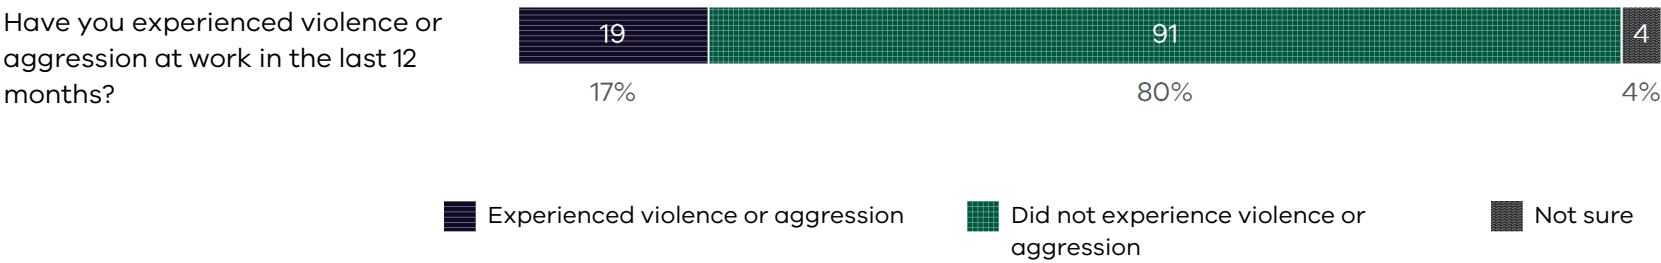 Have you experienced violence or
aggression at work in the last 12
months?
19
91
4
17%
80%
4%
Experienced violence or aggression
Did not experience violence or
aggression
Not sure